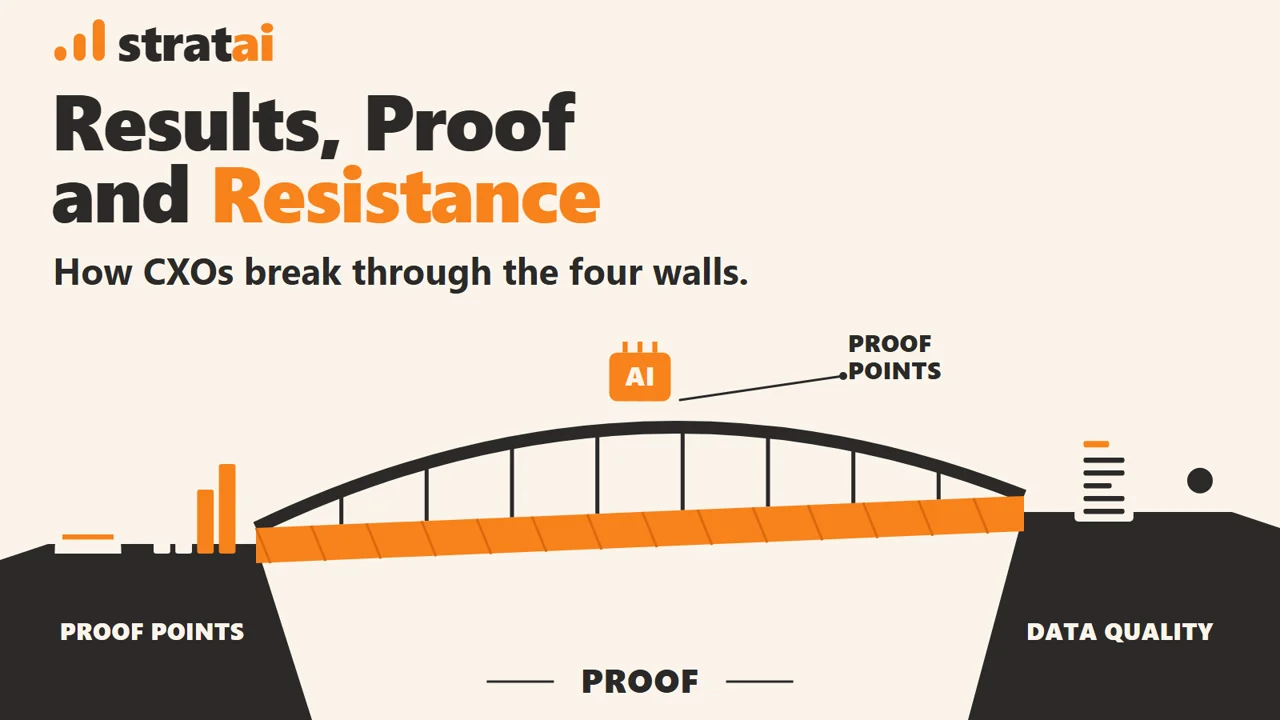 stratai
Results, Proof
and Resistance
How CXOs break through the four walls.
PROOF
POINTS
AI
PROOF POINTS
DATA QUALITY
PROOF